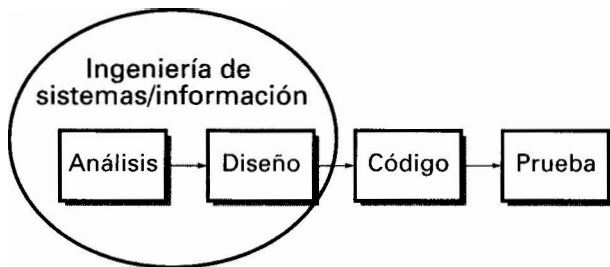 Ingeniería de
sistemas/información
Análisis
Diseño
Código
Prueba